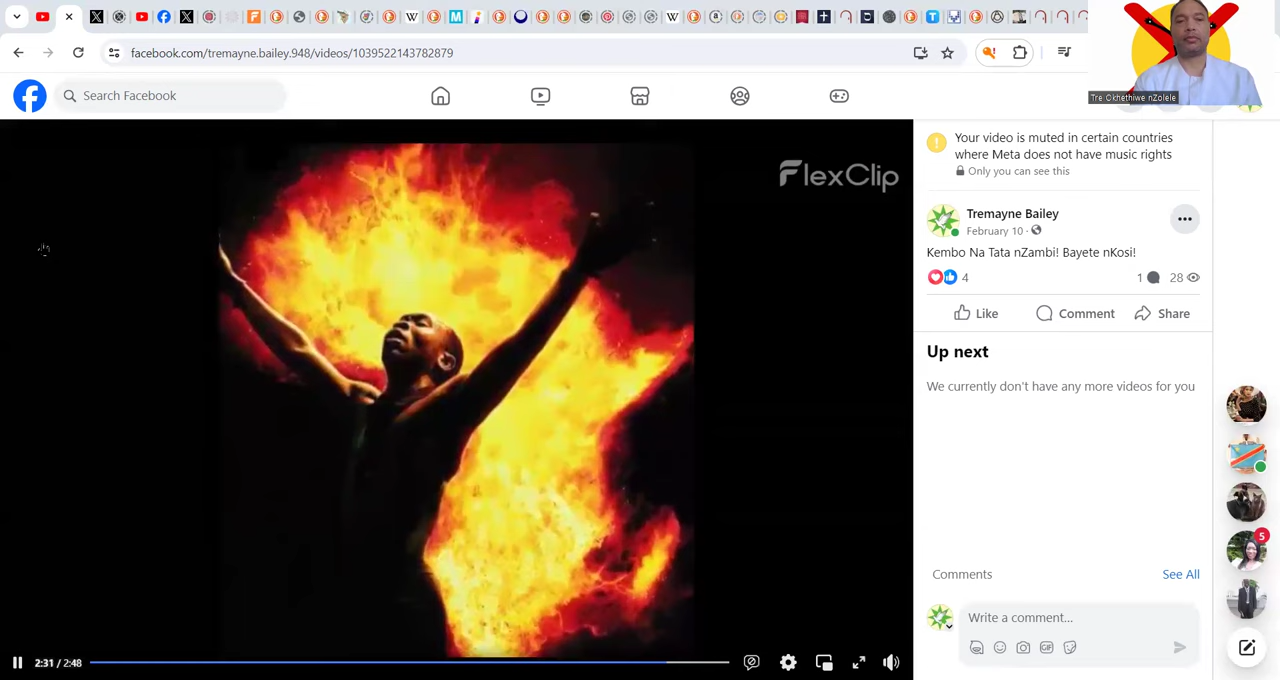 facebook.com/tremayne.bailey.948/videos/1039522143782879
Search Facebook
Tre Okhethiwe nZolele
FlexClip
Your video is muted in certain countries
where Meta does not have music rights
Only you can see this
Tremayne Bailey
February 10 ·
Kembo Na Tata nZambi! Bayete nKosi!
4
1
28
Like
Comment
Share
Up next
We currently don't have any more videos for you
5
Comments
See All
Write a comment...
GIF
2:31 / 2:48